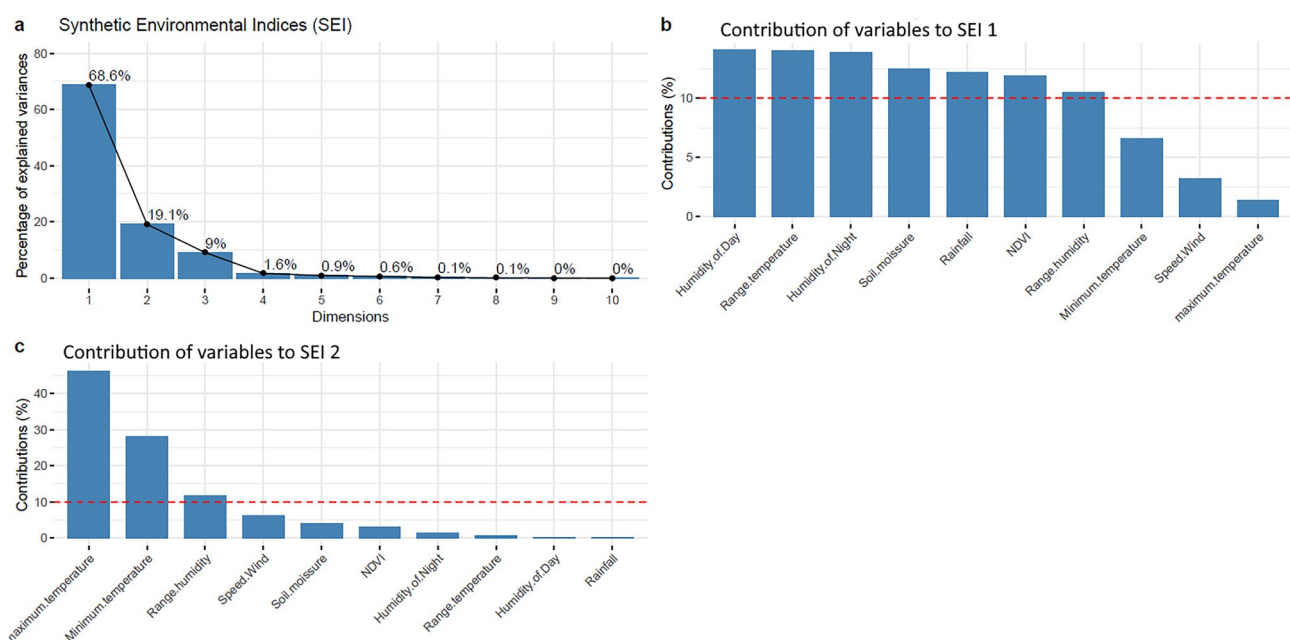 a Synthetic Environmental Indices (SEI)
Percentage of explained variances
80
60
40
20
0
68.6%
19.1%
9%
1.6%
0.9%
0.6%
0.1%
0.1%
0%
0%
1 2 3 4 5 6 7 8 9 10
Dimensions
b Contribution of variables to SEI 1
Contributions (%)
10
5
0
Humidity.of.Day
Range.temperature
Humidity.of.Night
Soil.moissure
Rainfall
NDVI
Range.humidity
Minimum.temperature
Speed.Wind
maximum.temperature
c Contribution of variables to SEI 2
Contributions (%)
40
30
20
10
0
maximum.temperature
Minimum.temperature
Range.humidity
Speed.Wind
Soil.moissure
NDVI
Humidity.of.Night
Range.temperature
Humidity.of.Day
Rainfall